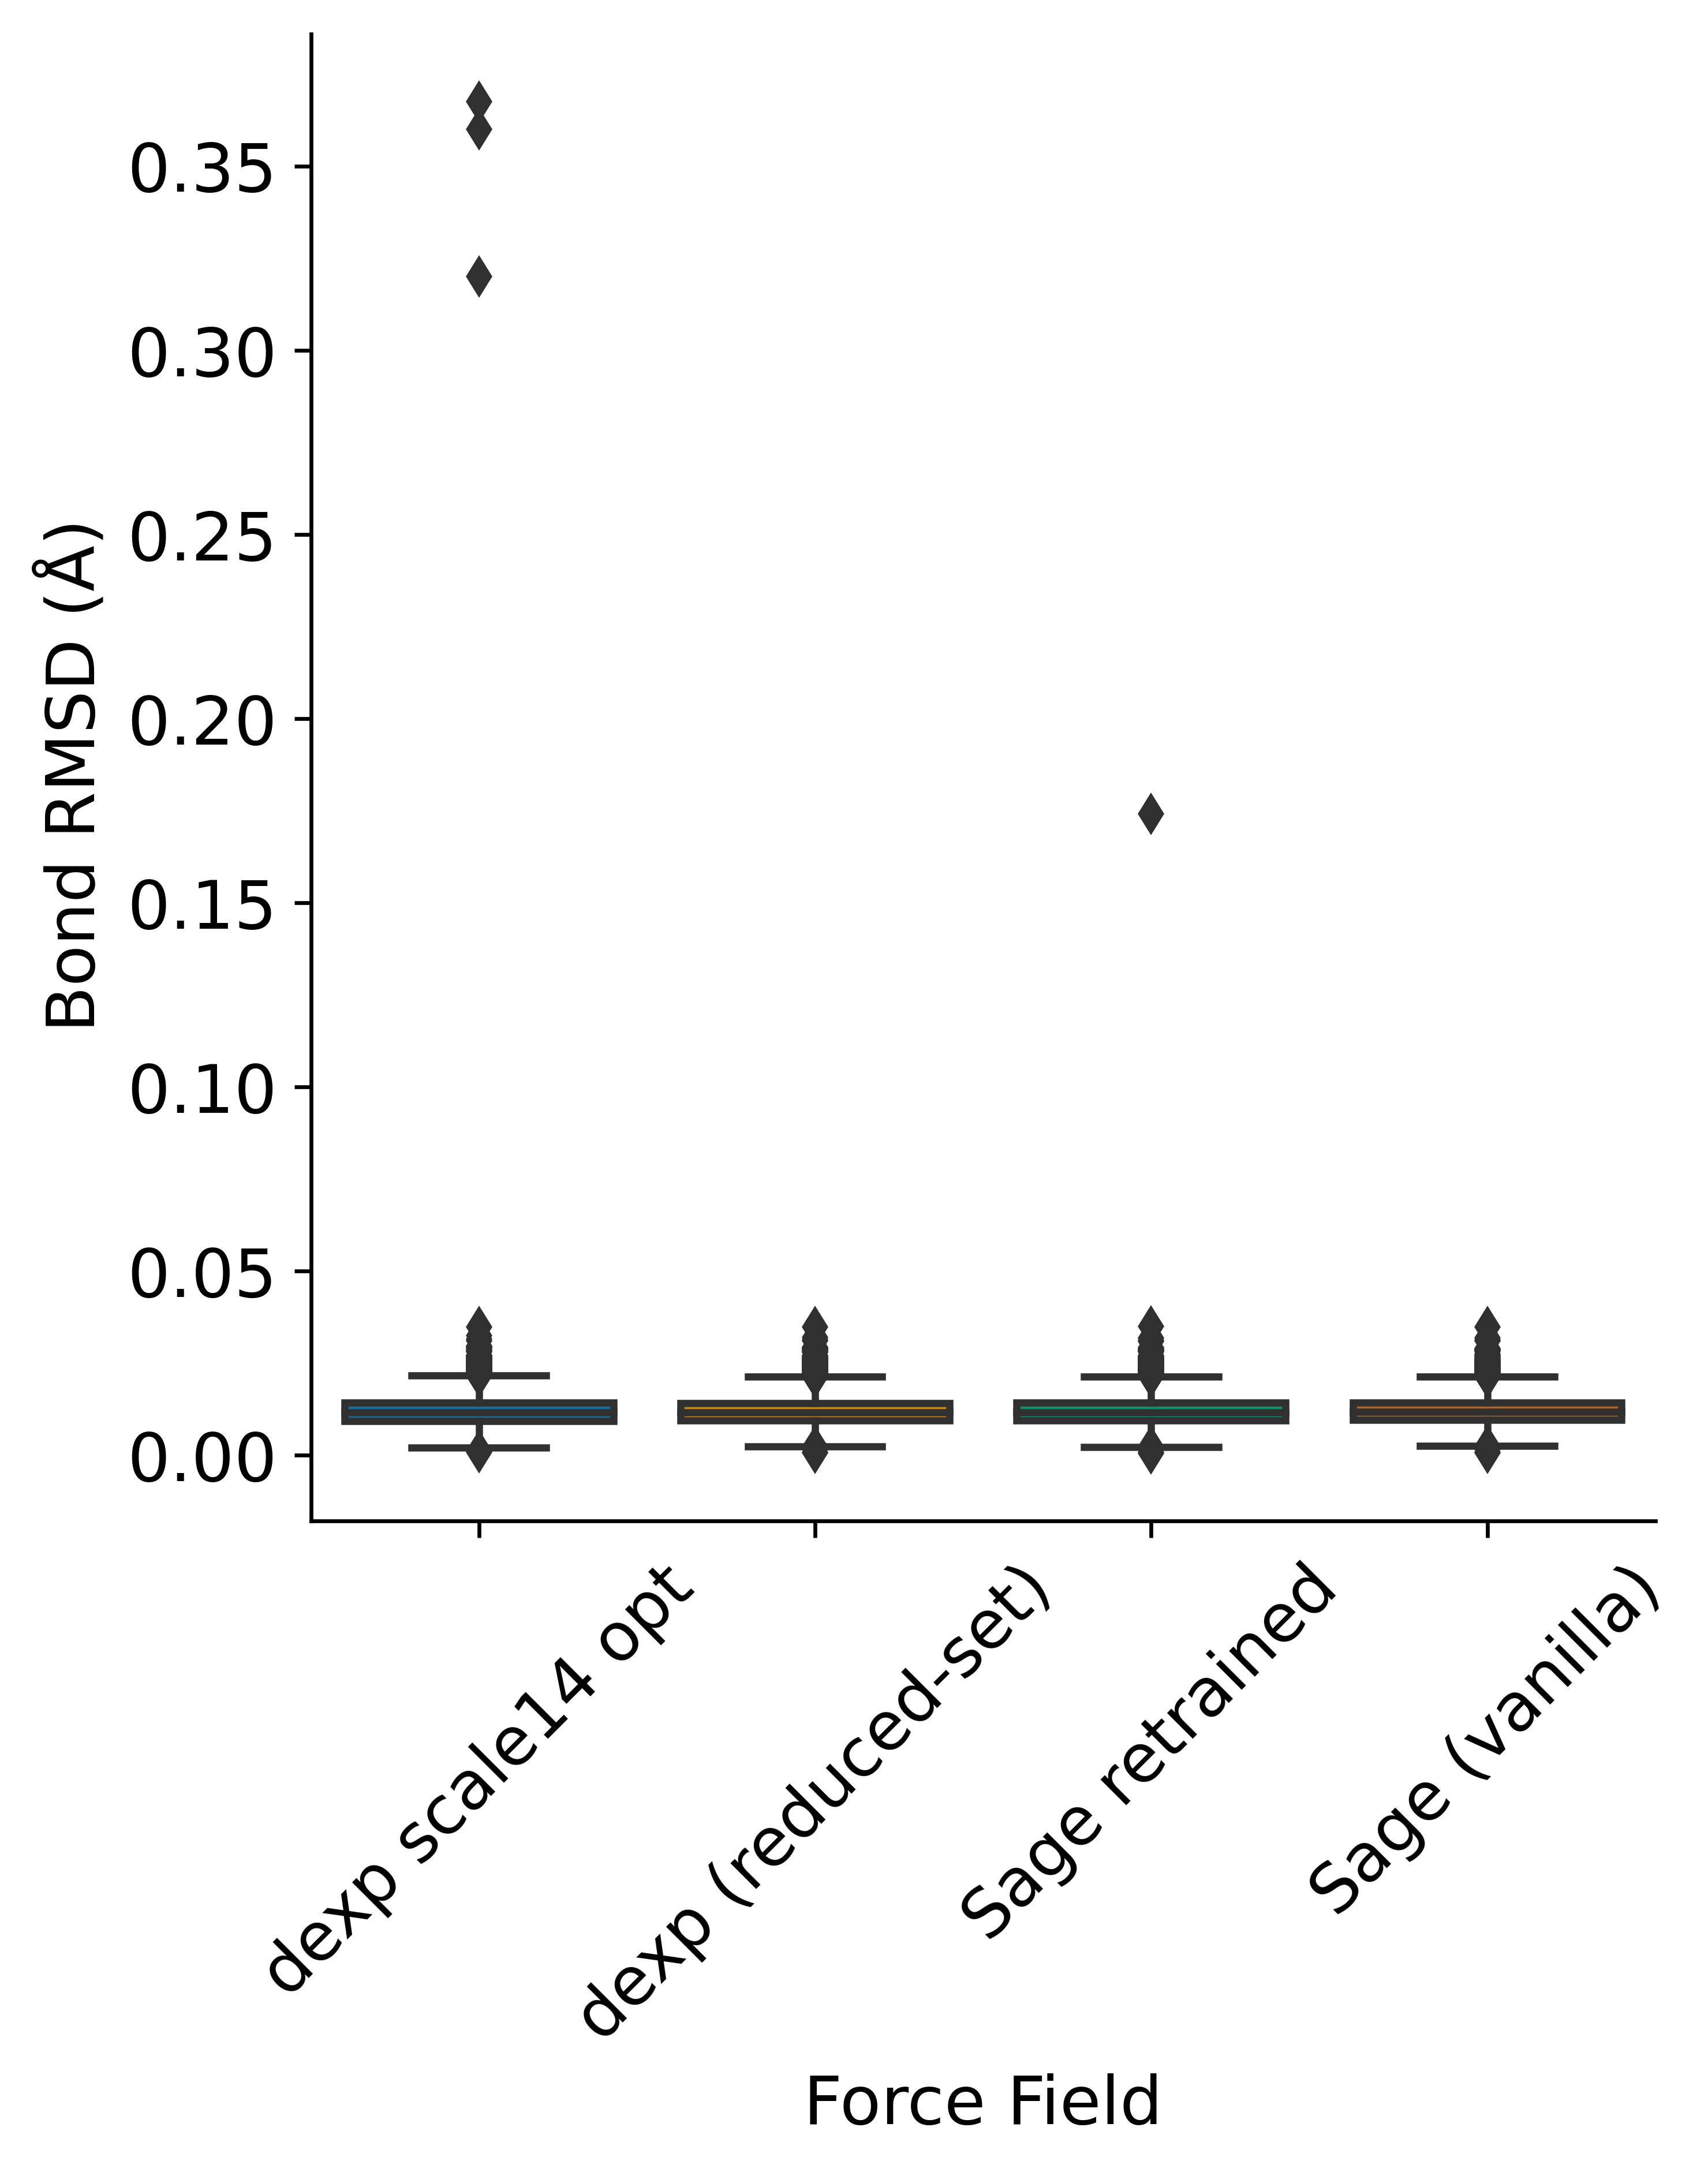 Bond RMSD (Å)
0.35
0.30
0.25
0.20
0.15
0.10
0.05
0.00
dexp scale14 opt
dexp (reduced-set)
Sage retrained
Sage (vanilla)
Force Field